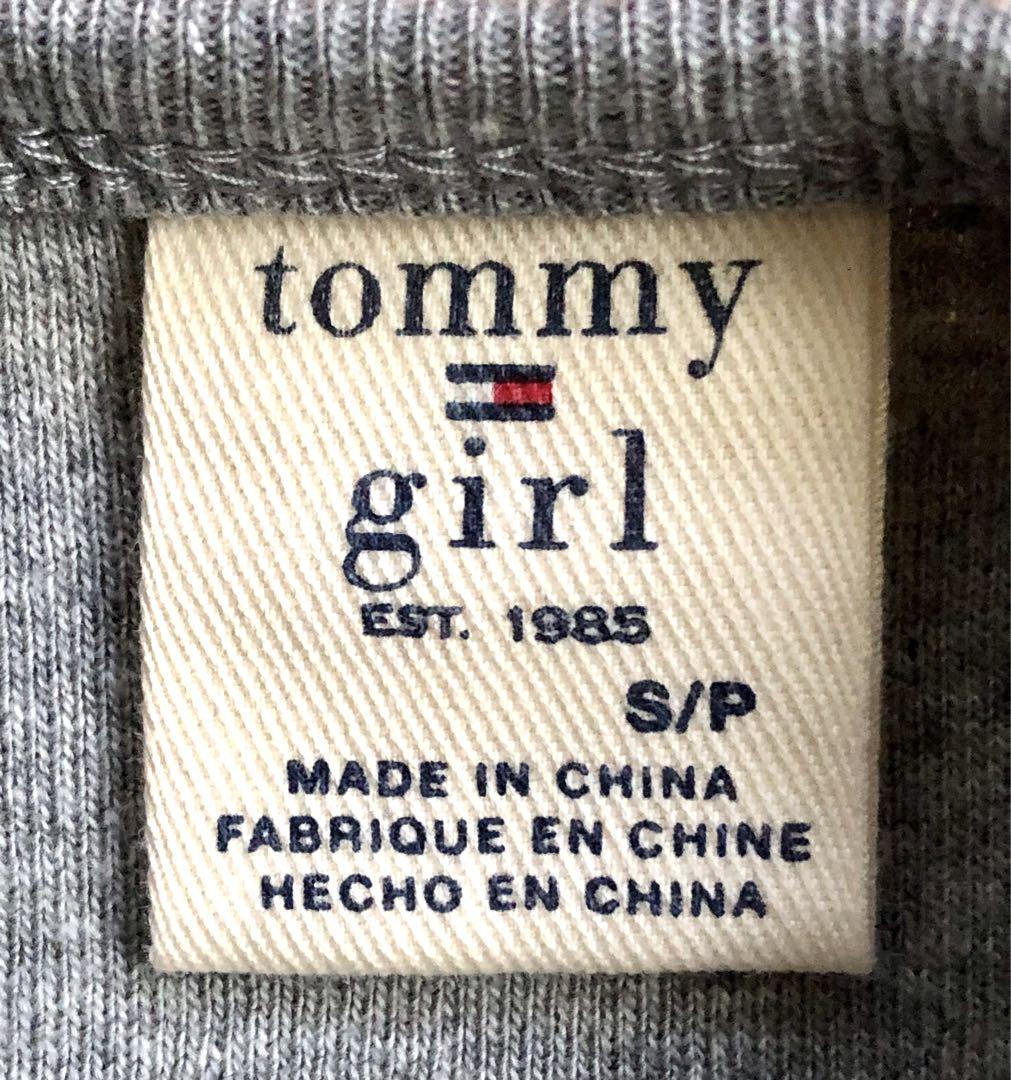 tommy
girl
EST. 1985
S/P
MADE IN CHINA
FABRIQUE EN CHINE
HECHO EN CHINA